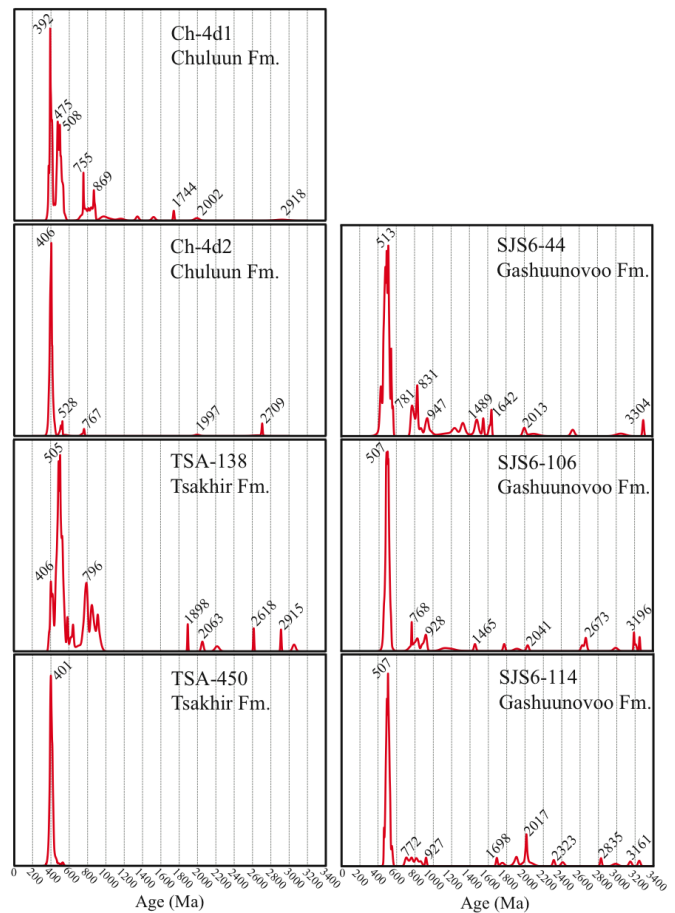 392
475
508
755
869
1744
2002
2918
Ch-4d1
Chuluun Fm.
406
528
767
1997
2709
Ch-4d2
Chuluun Fm.
505
406
796
1898
2063
2618
2915
TSA-138
Tsakhir Fm.
401
TSA-450
Tsakhir Fm.
0 200 400 600 800 1000 1200 1400 1600 1800 2000 2200 2400 2600 2800 3000 3200 3400
Age (Ma)
513
781
831
947
1489
1642
2013
3304
SJS6-44
Gashuunovoo Fm.
507
768
928
1465
2041
2673
3196
SJS6-106
Gashuunovoo Fm.
507
772
927
1698
2017
2323
2835
3161
SJS6-114
Gashuunovoo Fm.
0 200 400 600 800 1000 1200 1400 1600 1800 2000 2200 2400 2600 2800 3000 3200 3400
Age (Ma)